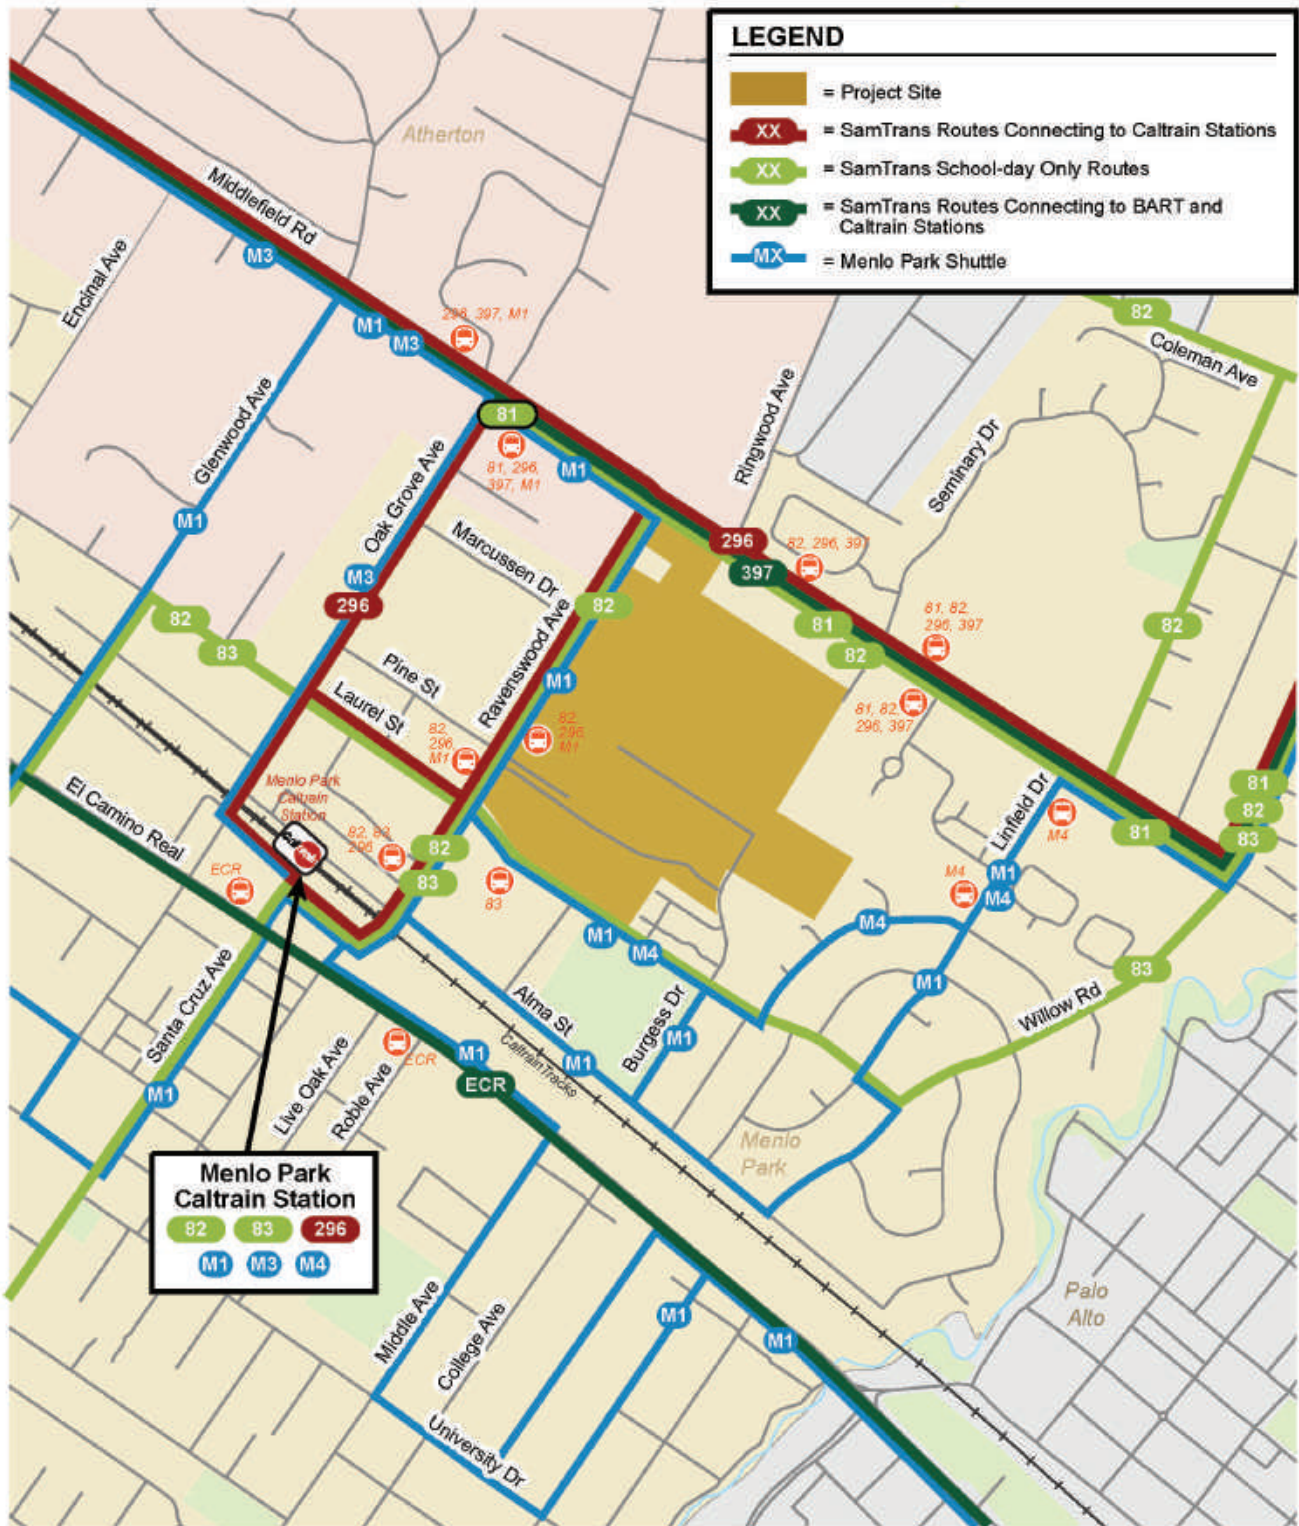 LEGEND
= Project Site
XX = SamTrans Routes Connecting to Caltrain Stations
XX = SamTrans School-day Only Routes
XX = SamTrans Routes Connecting to BART and
Caltrain Stations
MX = Menlo Park Shuttle
Atherton
Middlefield Rd
M3
Encinal Ave
M1
M3
296, 397, M1
82
Coleman Ave
Glenwood Ave
81
81, 296,
397, M1
M1
Ringwood Ave
Seminary Dr
Oak Grove Ave
M1
Marcussen Dr
296
397
82, 296, 397
M3
296
82
81
82
81, 82,
296, 397
82
82
83
Pine St
Laurel St
Ravenswood Ave
M1
82,
296,
M1
82,
296,
M1
81, 82,
296, 397
El Camino Real
Menlo Park
Caltrain
Station
82, 83,
296
82
83
ECR
83
Linfield Dr
M4
81
81
82
83
M4
M1
M4
M1
M4
M4
M1
83
Santa Cruz Ave
Alma St
Caltrain Tracks
Burgess Dr
M1
Willow Rd
Live Oak Ave
Roble Ave
ECR
M1
ECR
M1
M1
Menlo
Park
Menlo Park
Caltrain Station
82 83 296
M1 M3 M4
Middle Ave
College Ave
University Dr
M1
M1
Palo
Alto